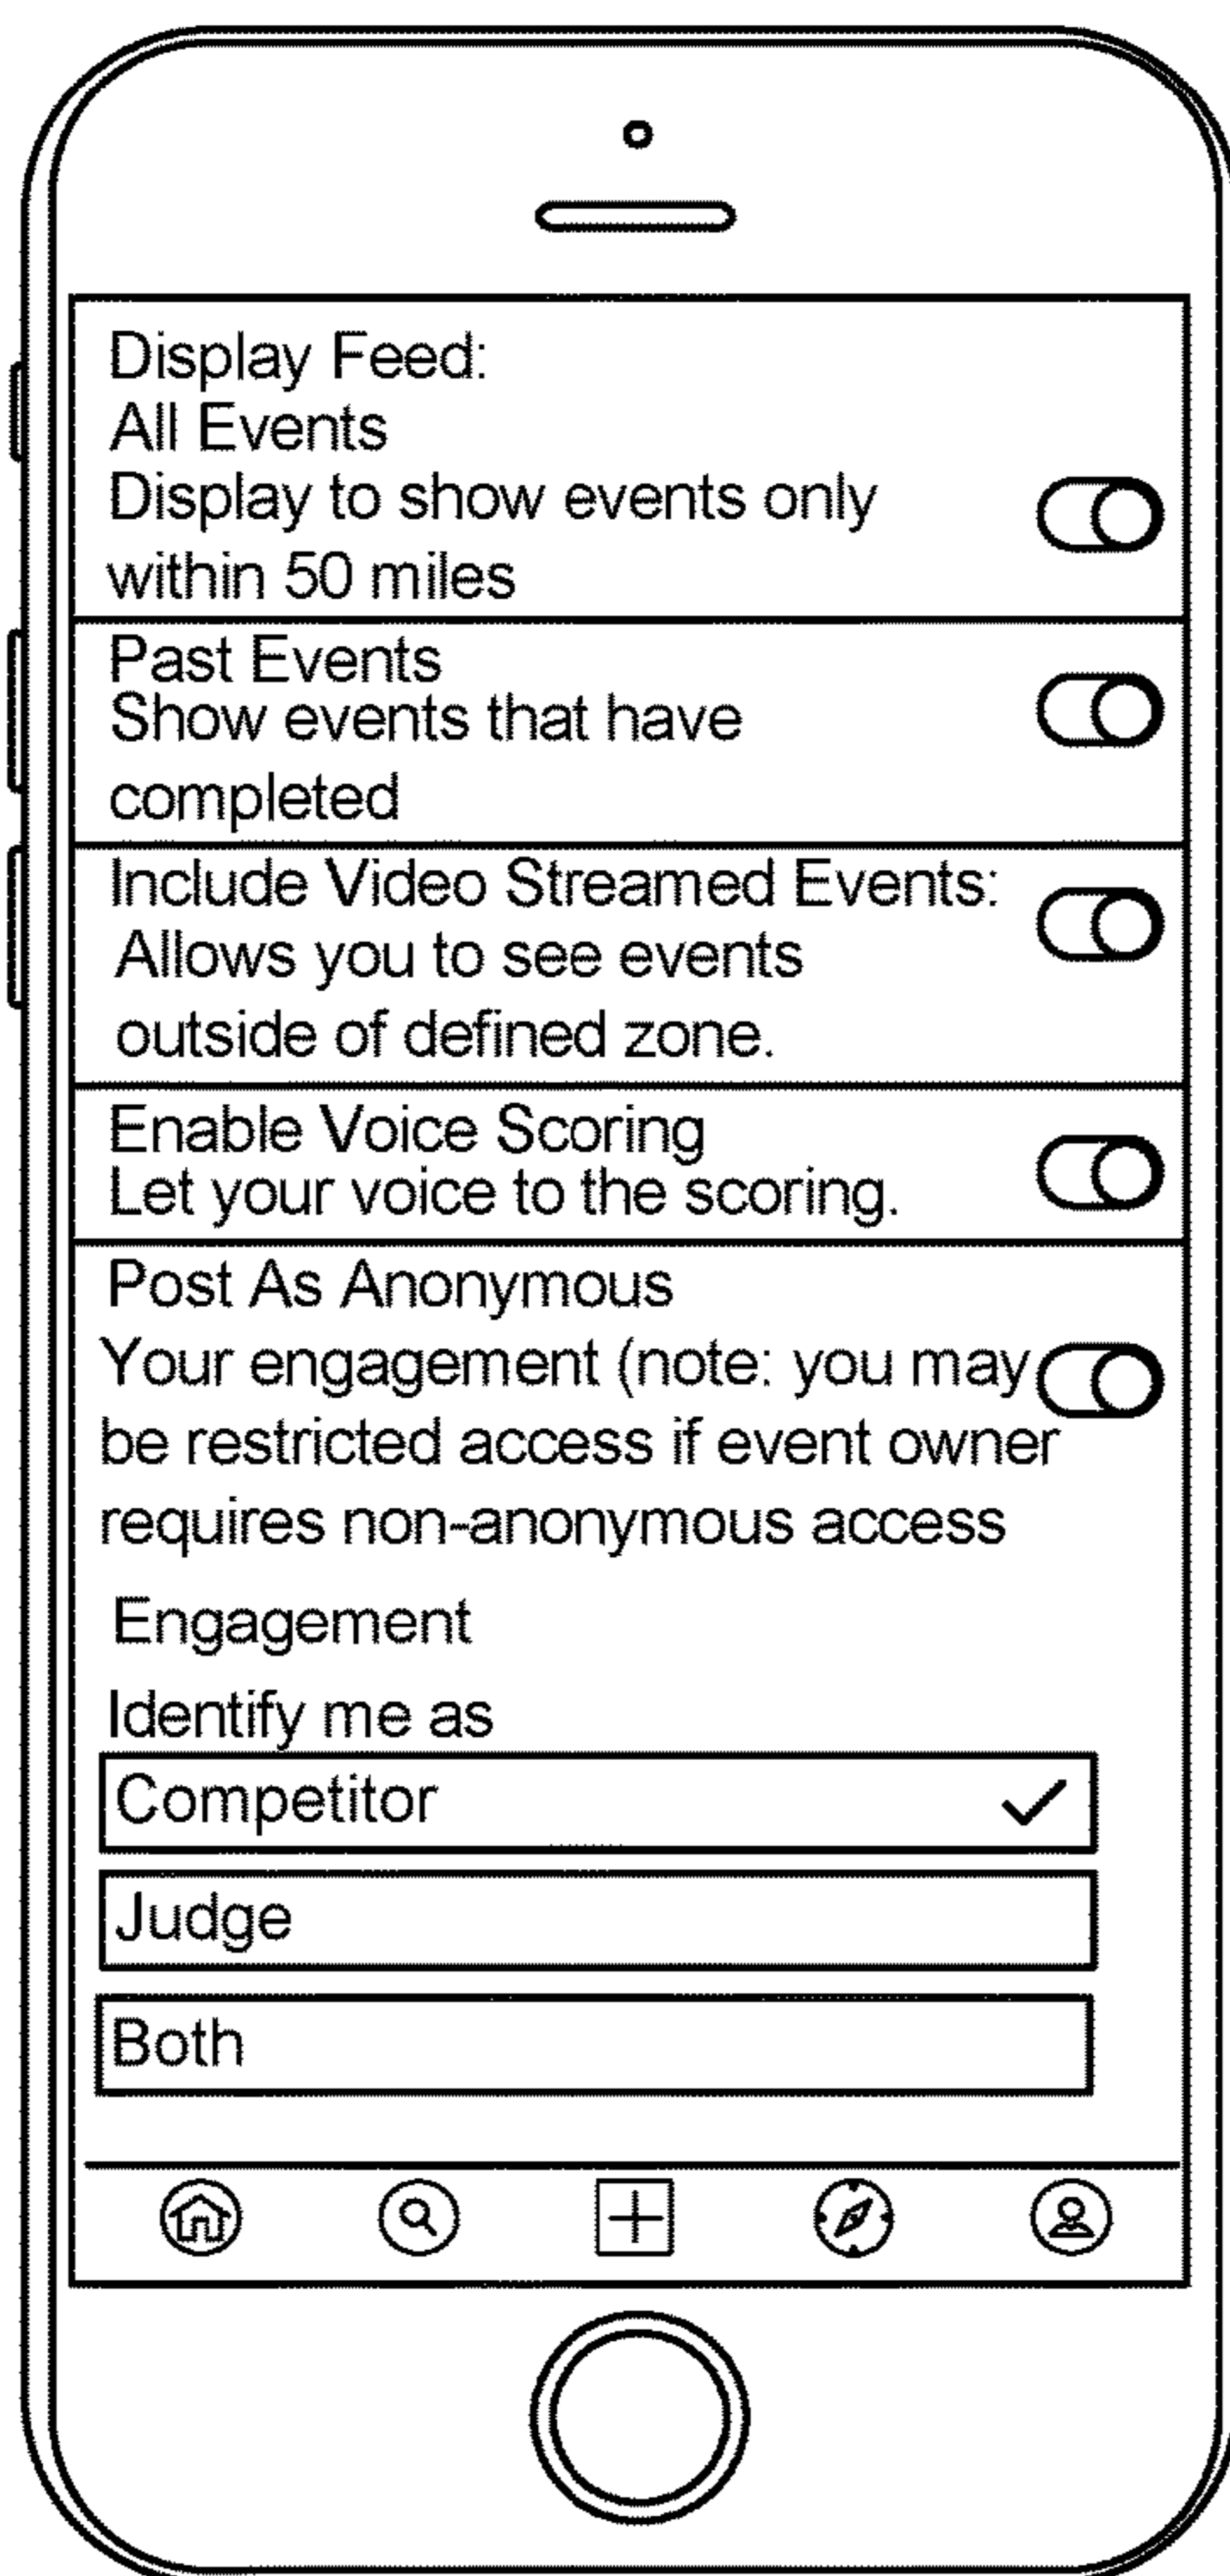 Display Feed:
All Events
Display to show events only
within 50 miles
Past Events
Show events that have
completed
Include Video Streamed Events:
Allows you to see events
outside of defined zone.
Enable Voice Scoring
Let your voice to the scoring.
Post As Anonymous
Your engagement (note: you may
be restricted access if event owner
requires non-anonymous access
Engagement
Identify me as
Competitor
Judge
Both